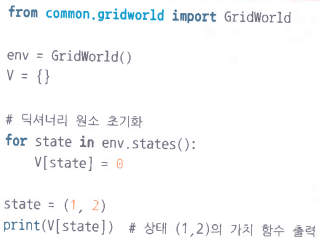 from common.gridworld import GridWorld
env = GridWorld()
V = {}
# 딕셔너리 원소 초기화
for state in env.states():
    V[state] = 0
state = (1, 2)
print(V[state])  # 상태 (1,2)의 가치 함수 출력